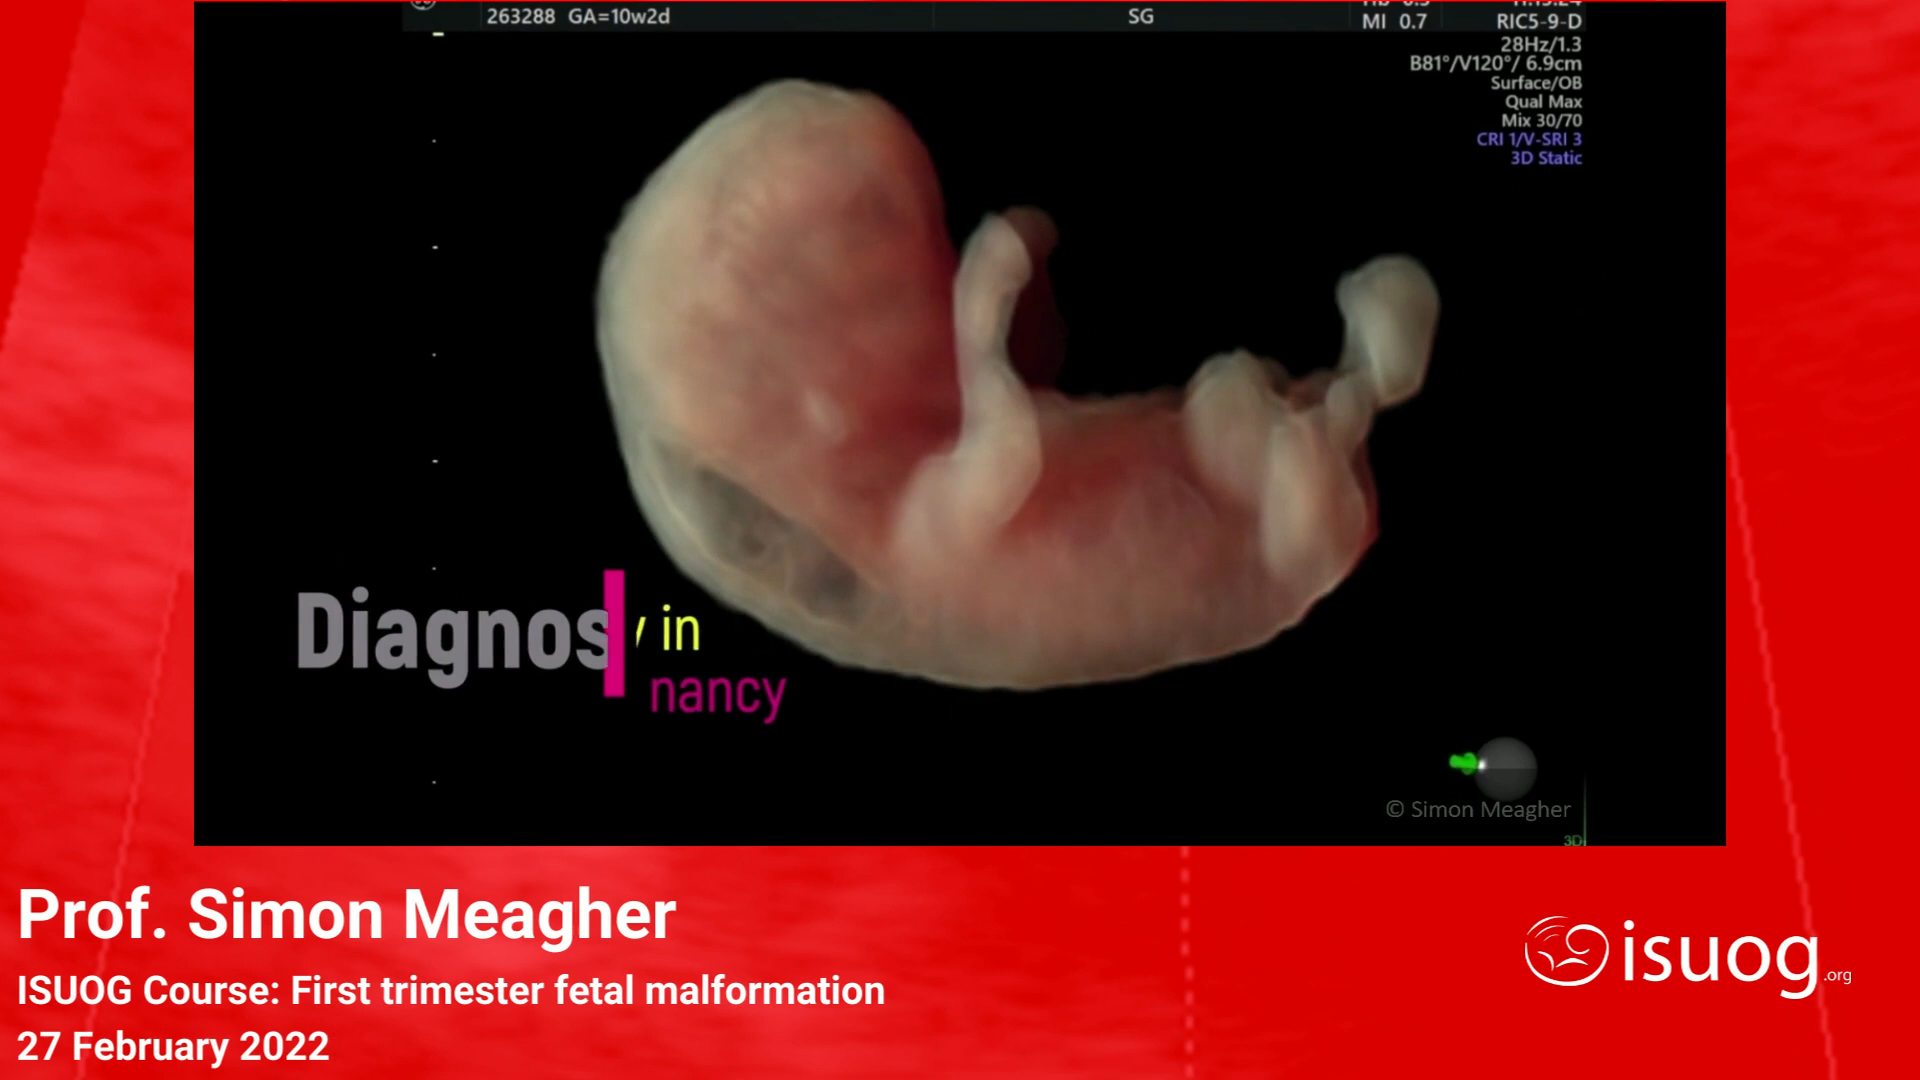 263288 GA=10w2d
SG
MI 0.7
RIC5-9-D
28Hz/1.3
B81°/V120°/ 6.9cm
Surface/OB
Qual Max
Mix 30/70
CRI 1/V-SRI 3
3D Static
Diagnos
in
nancy
© Simon Meagher
3D
Prof. Simon Meagher
ISUOG Course: First trimester fetal malformation
27 February 2022
isuog.org